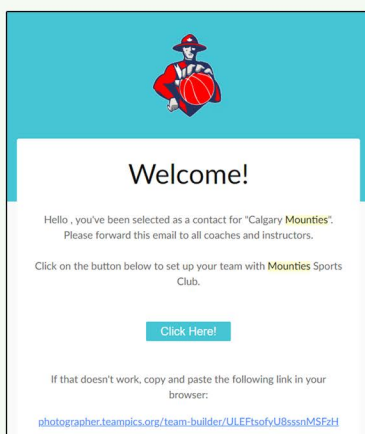 Welcome!
Hello , you've been selected as a contact for "Calgary Mounties".
Please forward this email to all coaches and instructors.
Click on the button below to set up your team with Mounties Sports
Club.
Click Here!
If that doesn't work, copy and paste the following link in your
browser:
photographer.teampics.org/team-builder/ULEFtsofyU8sssnMSFzH